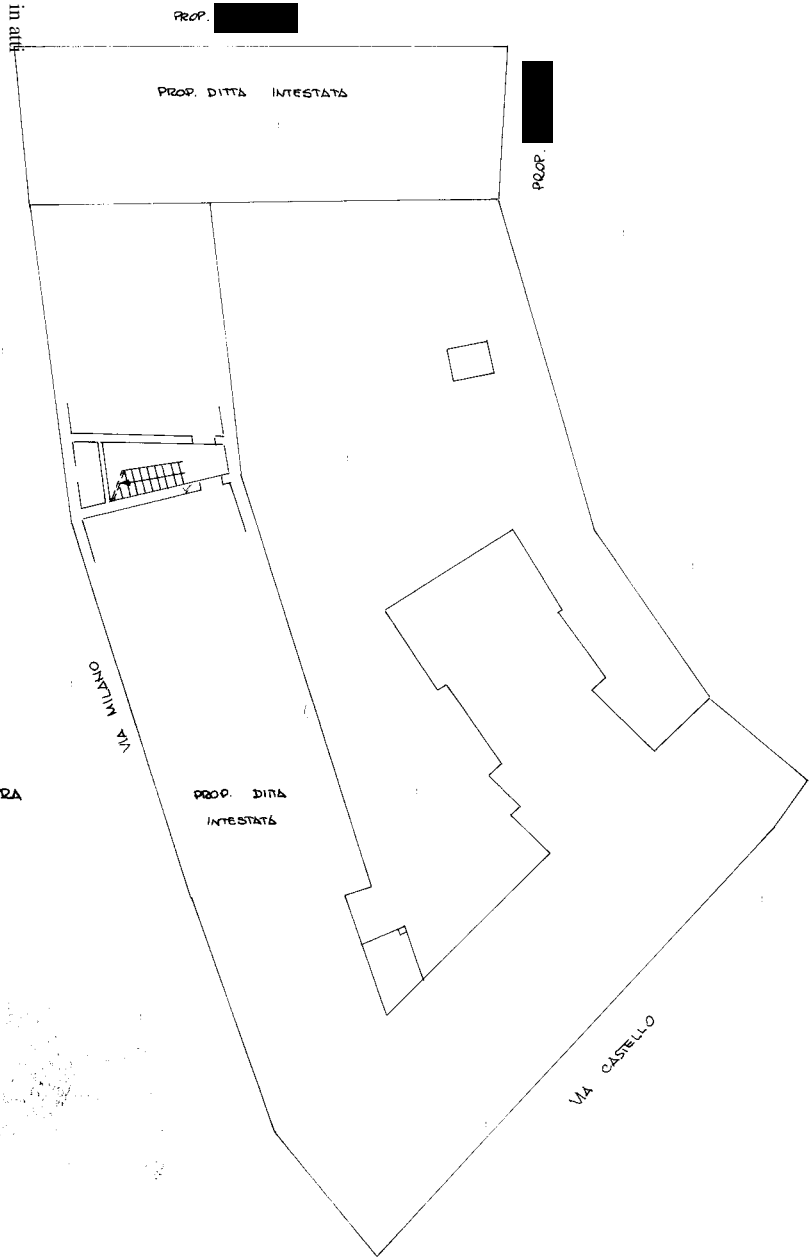 in atti
PROP.
PROP. DITTA INTESTATA
PROP.
VIA MILANO
RA
PROP. DITTA
INTESTATA
VIA CASTELLO